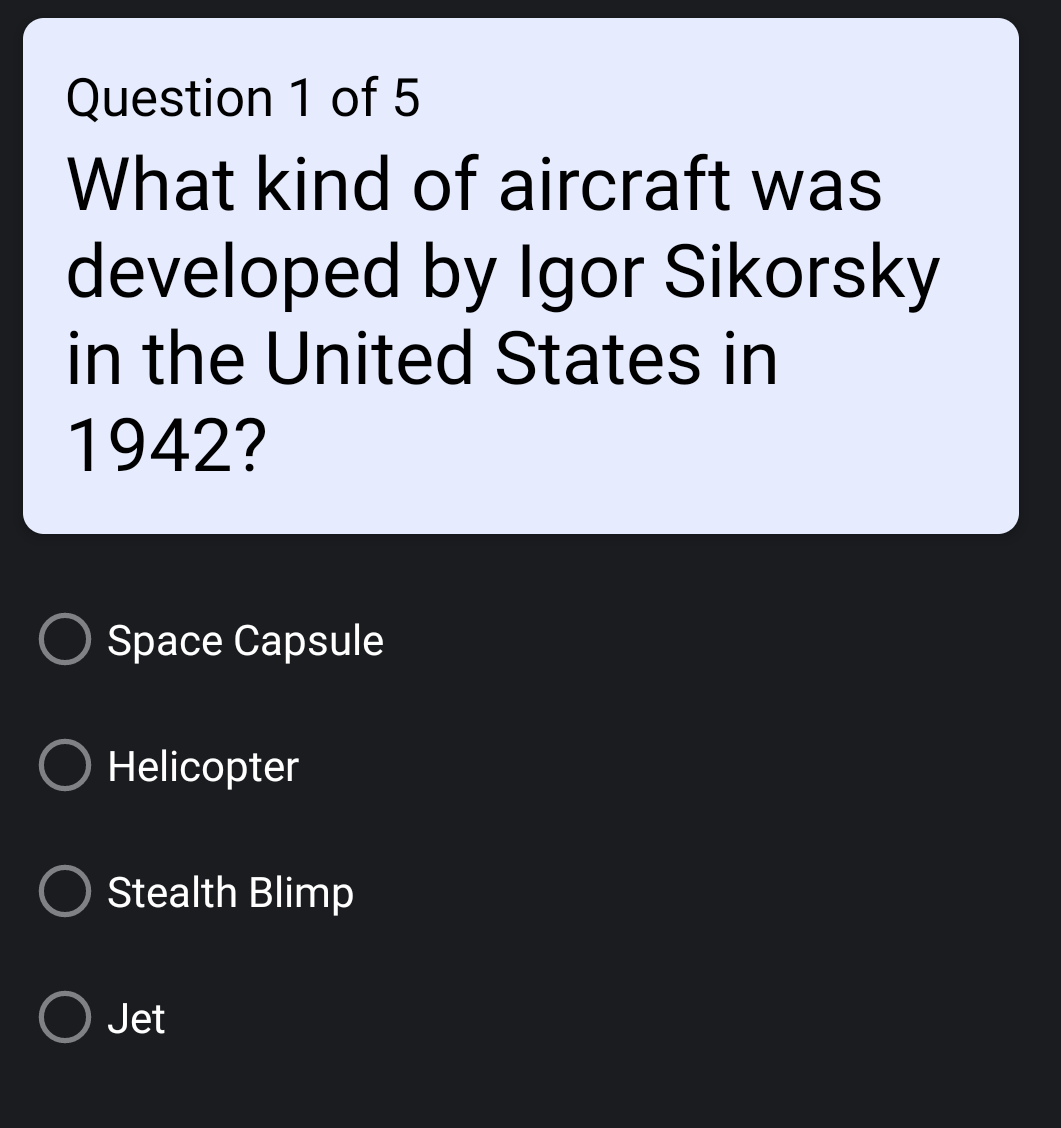 Question 1 of 5
What kind of aircraft was
developed by Igor Sikorsky
in the United States in
1942?
Space Capsule
Helicopter
Stealth Blimp
Jet